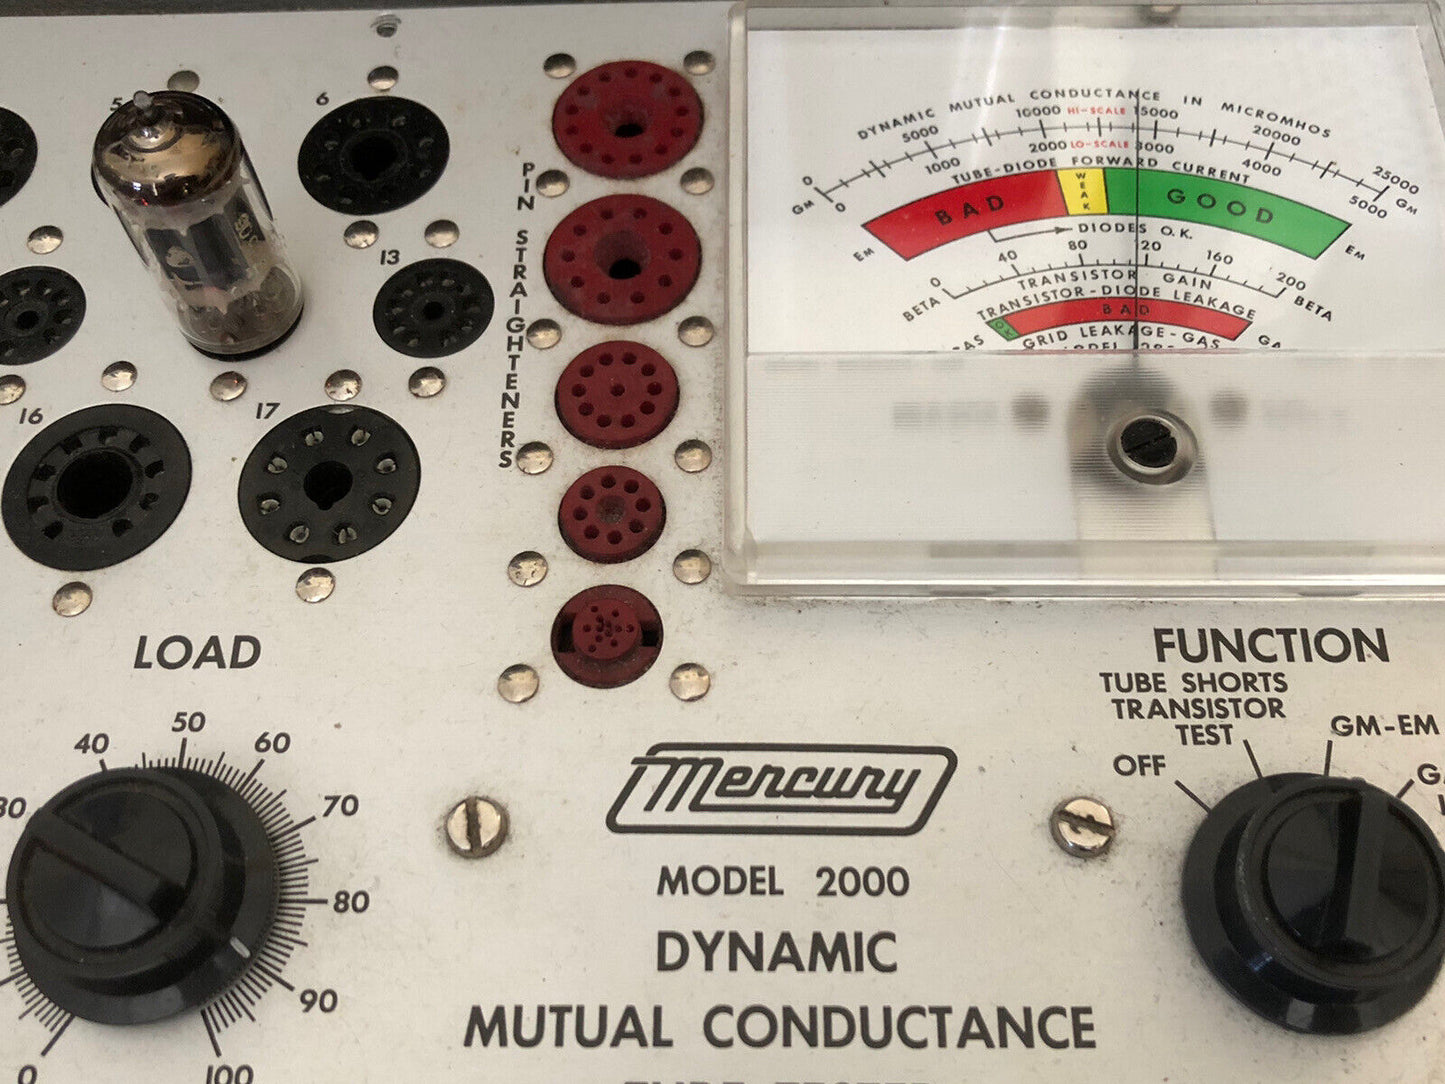 6
13
16
17
PIN STRAIGHTENERS
DYNAMIC MUTUAL CONDUCTANCE IN MICROMHOS
0 5000 10000 HI-SCALE 15000 20000 25000
GM GM
0 1000 2000 LO-SCALE 3000 4000 5000
TUBE-DIODE FORWARD CURRENT
BAD WEAK GOOD
EM EM
DIODES O.K.
0 40 80 120 160 200
BETA TRANSISTOR GAIN BETA
TRANSISTOR-DIODE LEAKAGE
OK BAD
GRID LEAKAGE-GAS
LOAD
0 40 50 60 70 80 90 100
FUNCTION
TUBE SHORTS
TRANSISTOR
TEST
OFF
GM-EM
Mercury
MODEL 2000
DYNAMIC
MUTUAL CONDUCTANCE